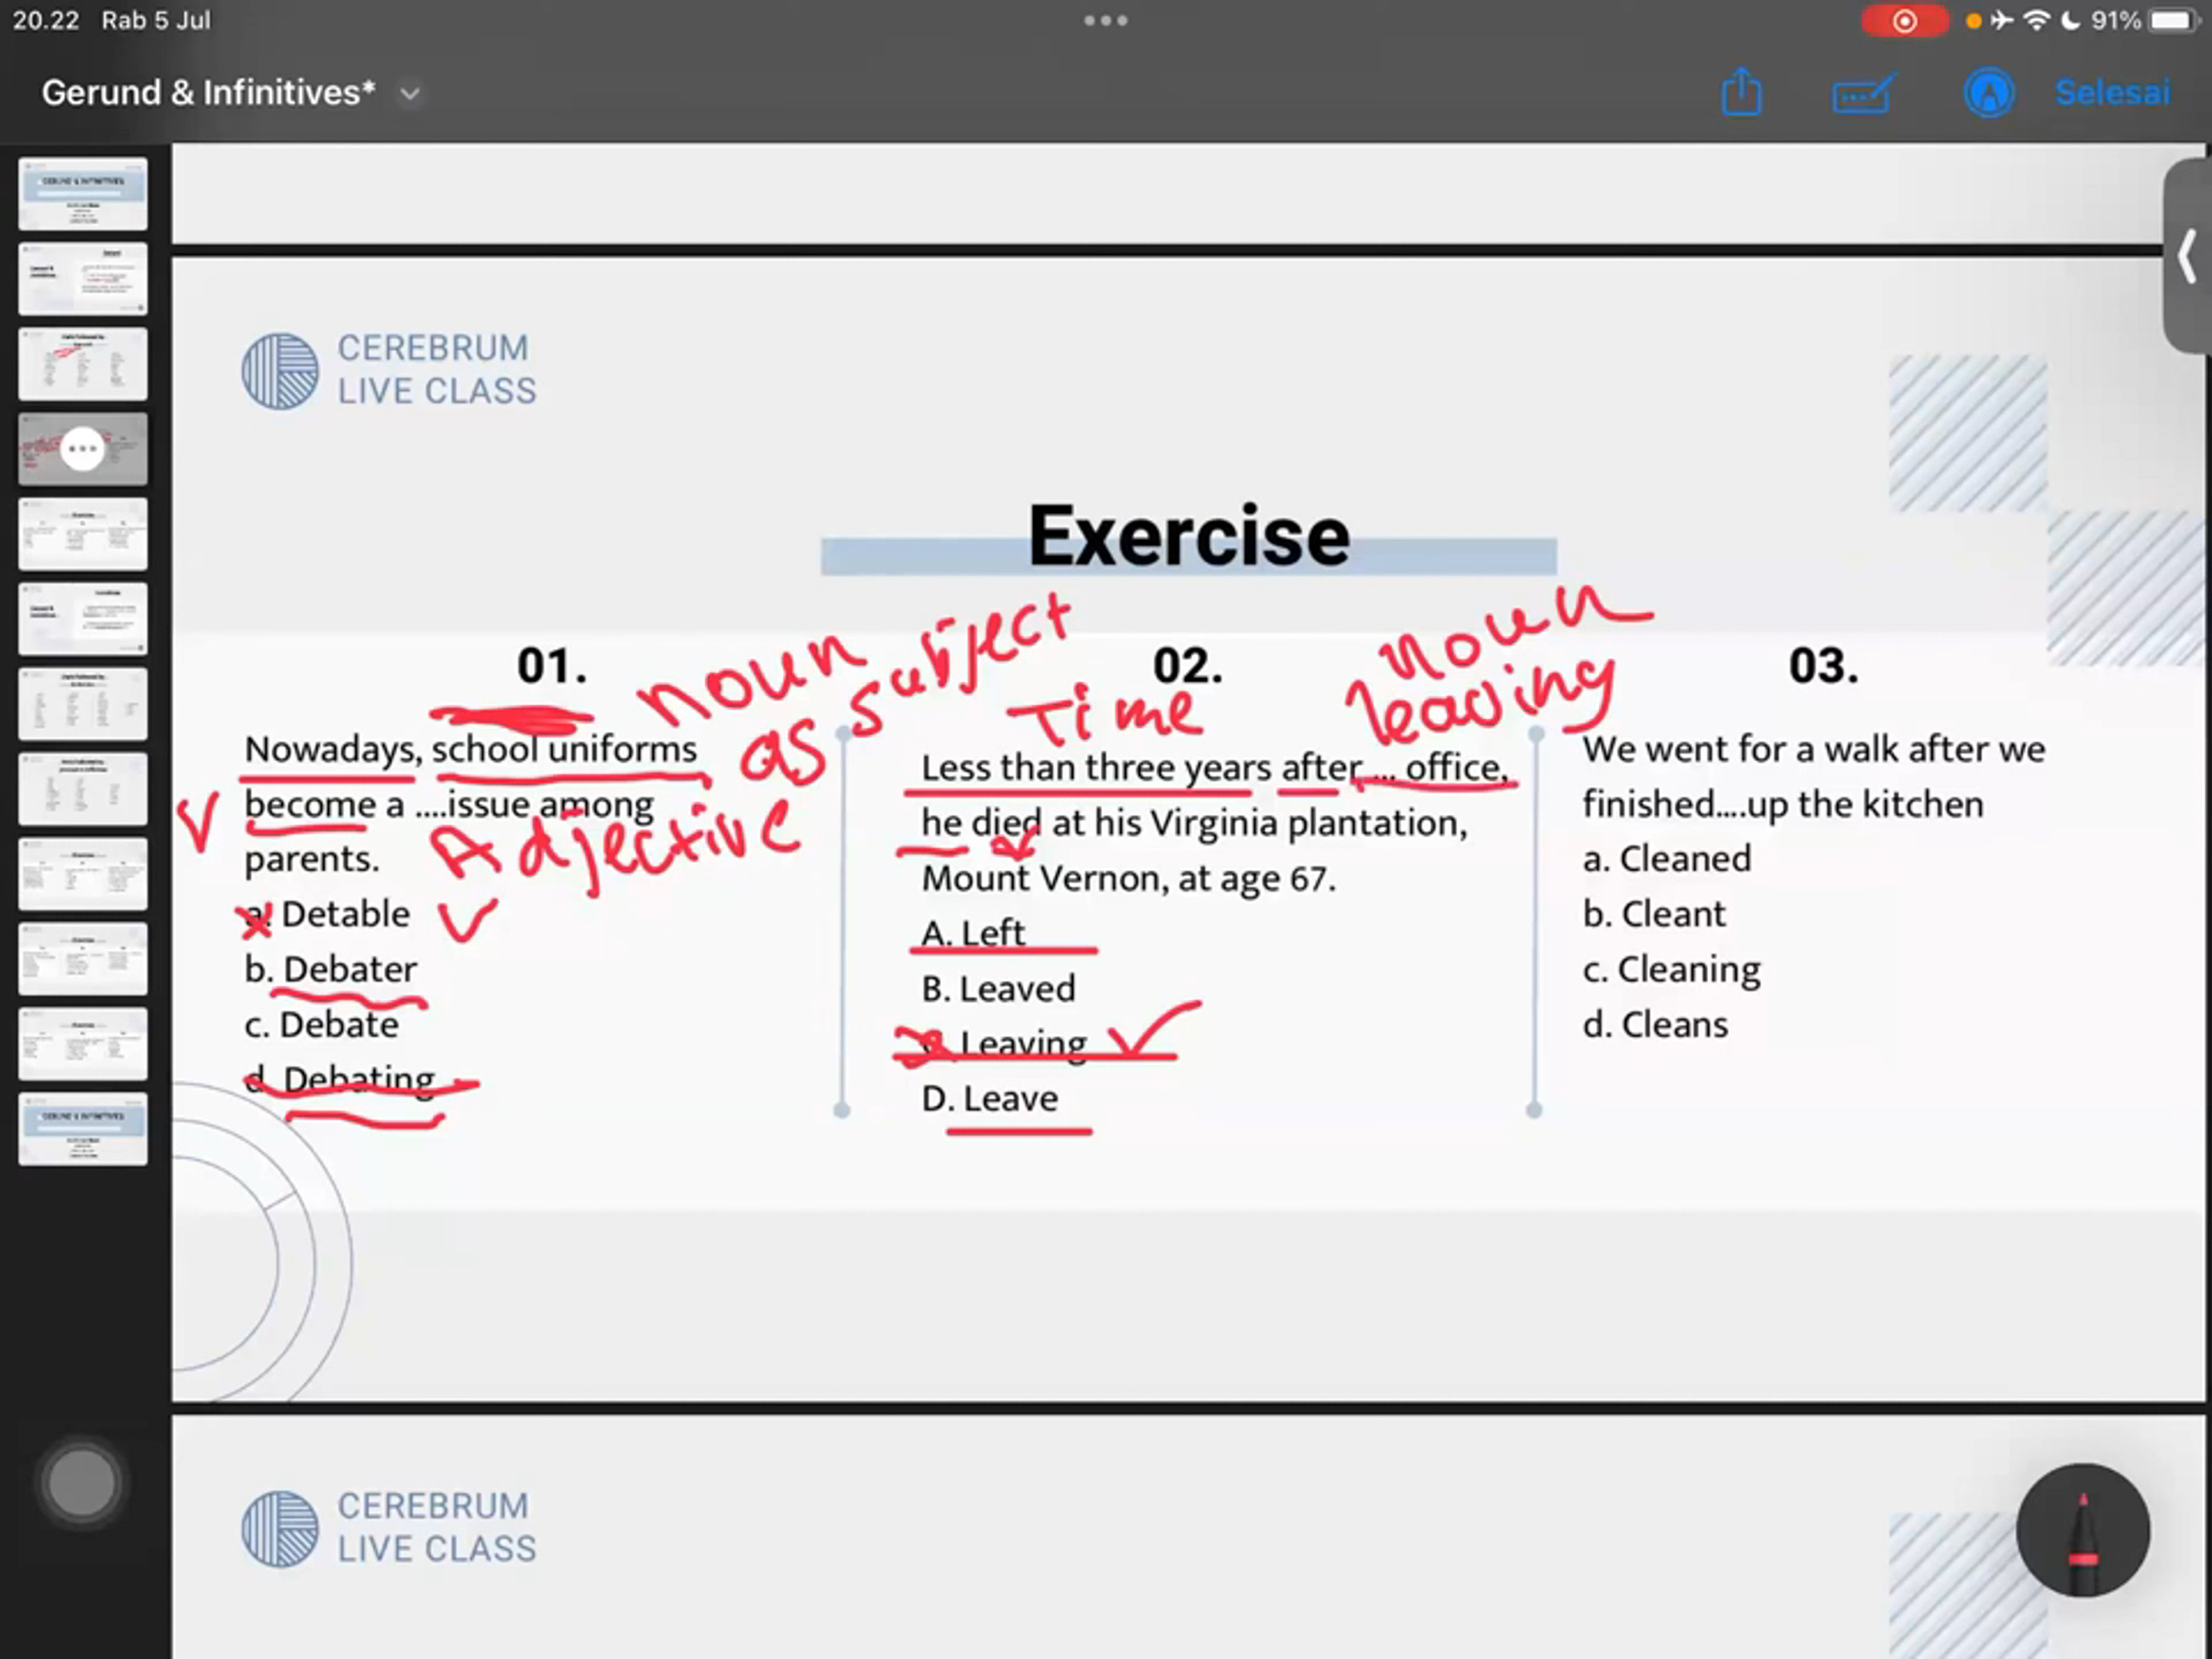 20.22 Rab 5 Jul
91%
Gerund & Infinitives*
Selesai
CEREBRUM
LIVE CLASS
Exercise
01.
noun
as subject
Nowadays, school uniforms
become a ....issue among
parents.
Adjective
a. Detable
b. Debater
c. Debate
d. Debating
02.
Time
noun
leaving
Less than three years after.... office,
he died at his Virginia plantation,
Mount Vernon, at age 67.
A. Left
B. Leaved
C. Leaving
D. Leave
03.
We went for a walk after we
finished....up the kitchen
a. Cleaned
b. Cleant
c. Cleaning
d. Cleans
CEREBRUM
LIVE CLASS